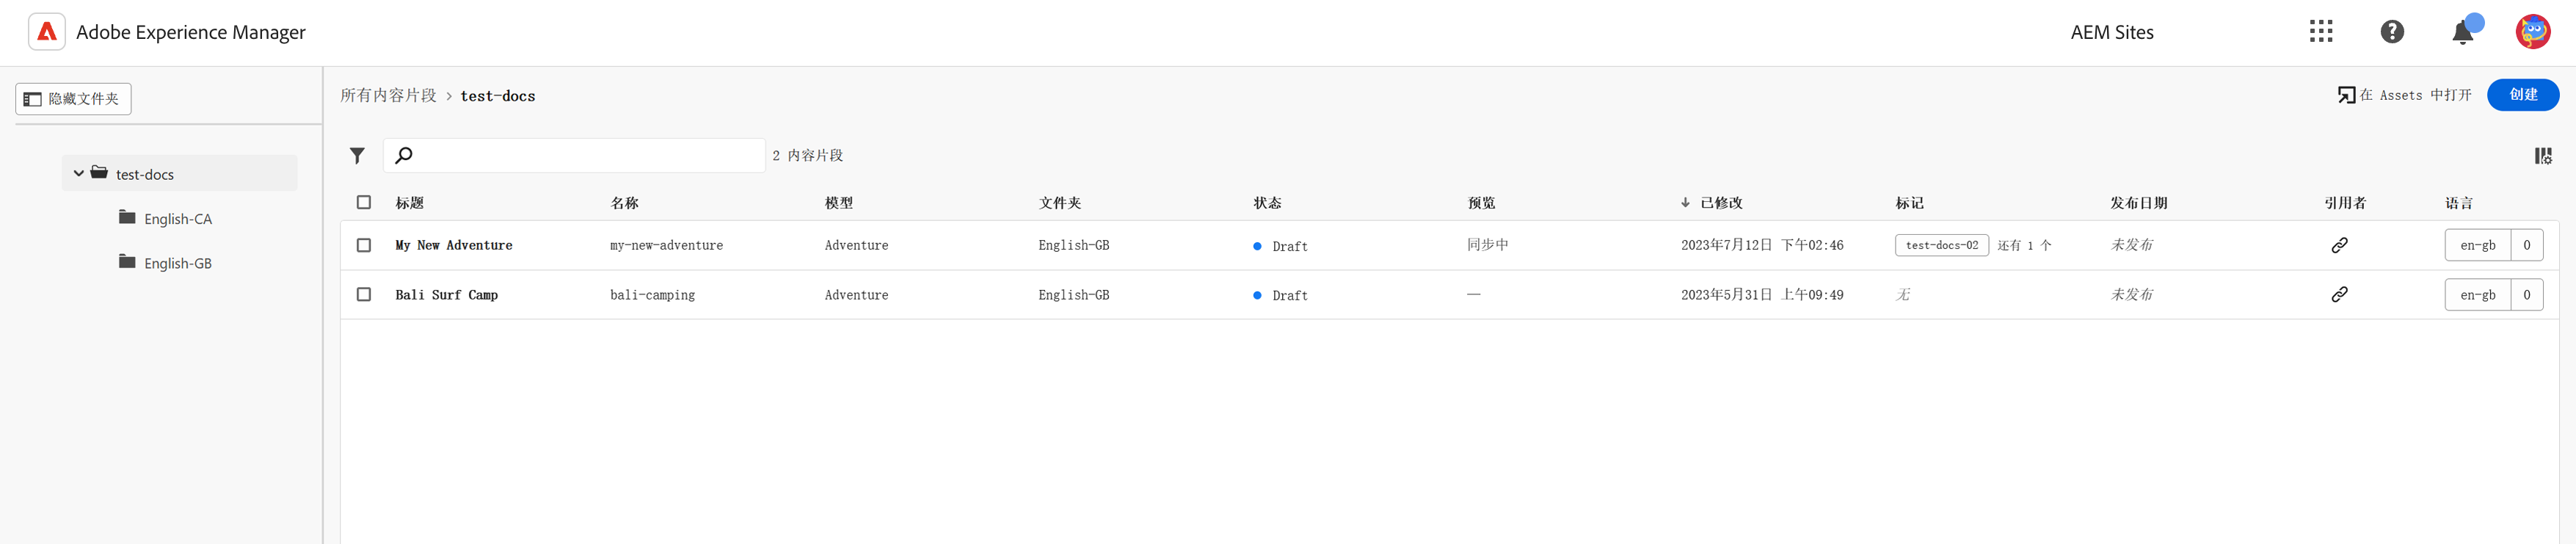 Adobe Experience Manager
AEM Sites
隐藏文件夹
所有内容片段 > test-docs
在 Assets 中打开
创建
test-docs
English-CA
English-GB
2 内容片段
标题 名称 模型 文件夹 状态 预览 ↓ 已修改 标记 发布日期 引用者 语言
My New Adventure my-new-adventure Adventure English-GB Draft 同步中 2023年7月12日 下午02:46 test-docs-02 还有 1 个 未发布 en-gb 0
Bali Surf Camp bali-camping Adventure English-GB Draft — 2023年5月31日 上午09:49 无 未发布 en-gb 0